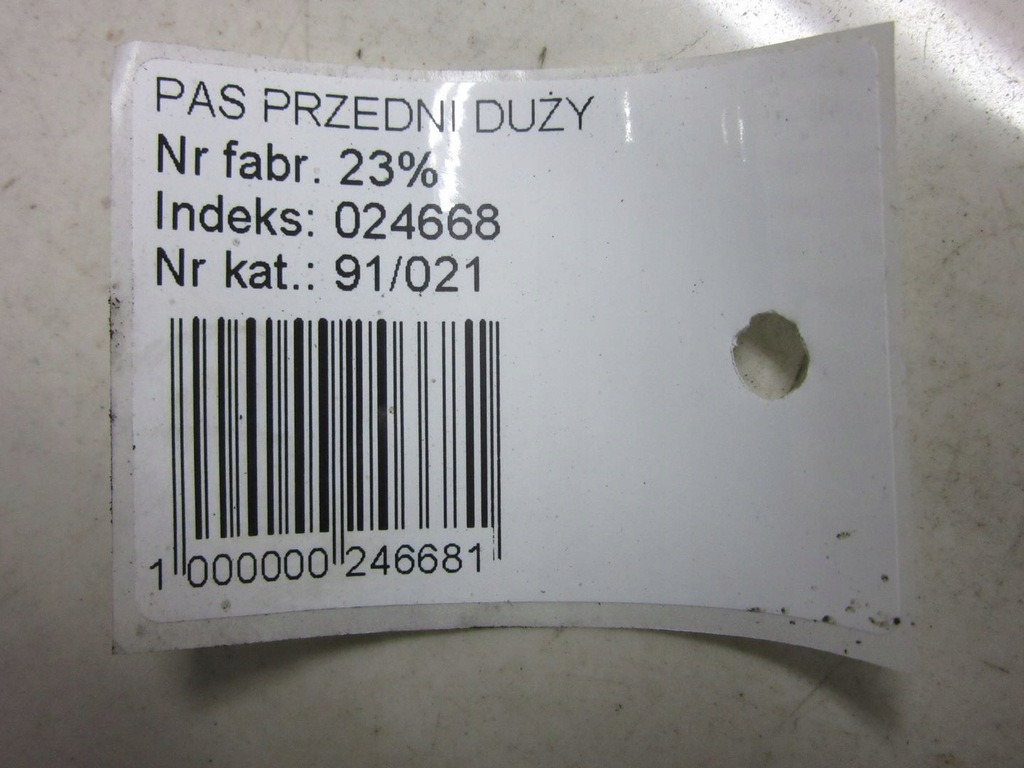 PAS PRZEDNI DUŻY
Nr fabr. 23%
Indeks: 024668
Nr kat.: 91/021
1 000000 246681